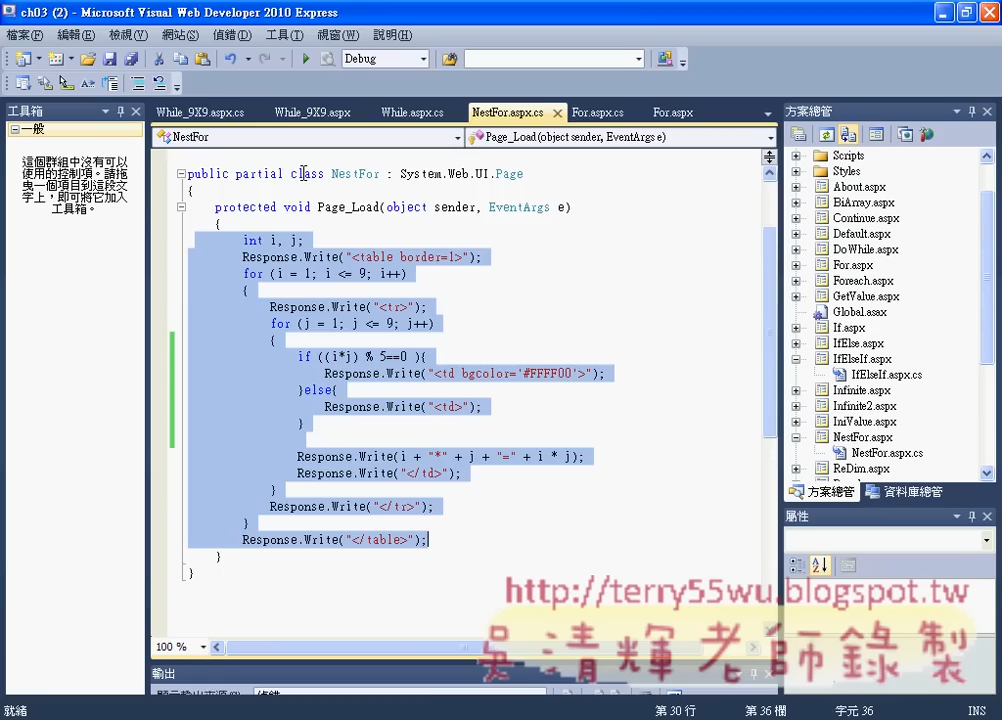 ch03 (2) - Microsoft Visual Web Developer 2010 Express
檔案(F) 編輯(E) 檢視(V) 網站(S) 偵錯(D) 工具(T) 視窗(W) 說明(H)
Debug
工具箱
一般
這個群組中沒有可以
使用的控制項。請拖
曳一個項目到這段文
字上，即可將它加入
工具箱。
While_9X9.aspx.cs While_9X9.aspx While.aspx.cs NestFor.aspx.cs For.aspx.cs For.aspx
NestFor Page_Load(object sender, EventArgs e)
public partial class NestFor : System.Web.UI.Page
{
protected void Page_Load(object sender, EventArgs e)
{
int i, j;
Response.Write("<table border=1>");
for (i = 1; i <= 9; i++)
{
Response.Write("<tr>");
for (j = 1; j <= 9; j++)
{
if ((i*j) % 5==0 ){
Response.Write("<td bgcolor='#FFFF00'>");
}else{
Response.Write("<td>");
}
Response.Write(i + "*" + j + "=" + i * j);
Response.Write("</td>");
}
Response.Write("</tr>");
}
Response.Write("</table>");
}
}
100 %
輸出
方案總管
Scripts
Styles
About.aspx
BiArray.aspx
Continue.aspx
Default.aspx
DoWhile.aspx
For.aspx
Foreach.aspx
GetValue.aspx
Global.asax
If.aspx
IfElse.aspx
IfElseIf.aspx
IfElseIf.aspx.cs
Infinite.aspx
Infinite2.aspx
IniValue.aspx
NestFor.aspx
NestFor.aspx.cs
ReDim.aspx
方案總管 資料庫總管
屬性
http://terry55wu.blogspot.tw
吳清輝老師錄製
就緒 第 30 行 第 36 欄 字元 36 INS